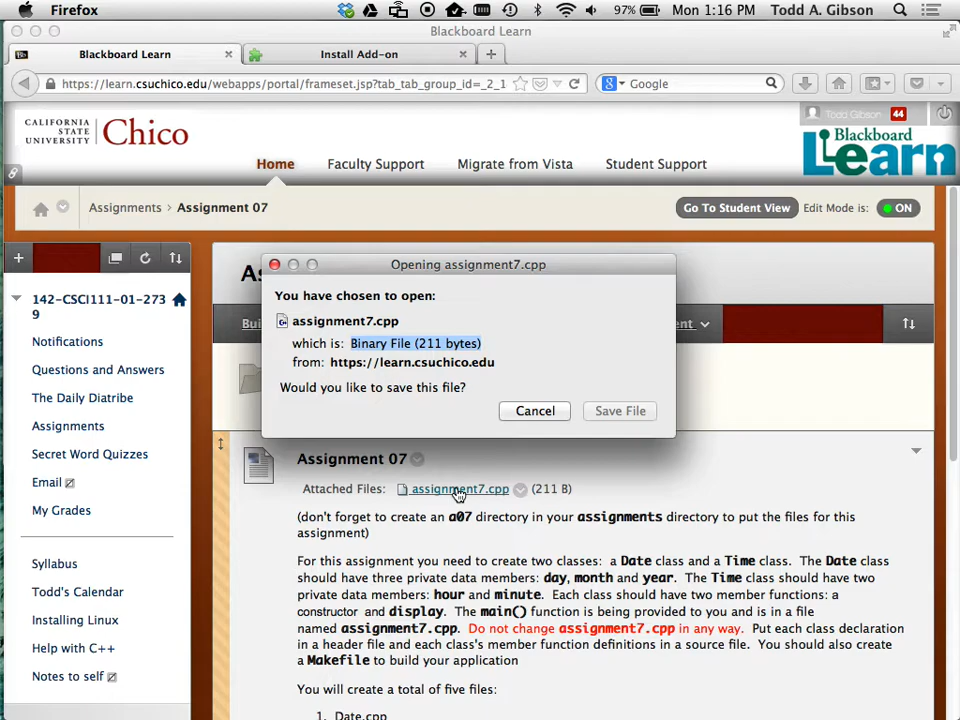 Firefox 97% Mon 1:16 PM Todd A. Gibson
Blackboard Learn
Blackboard Learn Install Add-on
https://learn.csuchico.edu/webapps/portal/frameset.jsp?tab_tab_group_id=_2_1 Google
CALIFORNIA STATE UNIVERSITY Chico
Todd Gibson 44
Blackboard Learn
Home Faculty Support Migrate from Vista Student Support
Assignments > Assignment 07 Go To Student View Edit Mode is: ON
Opening assignment7.cpp
You have chosen to open:
assignment7.cpp
which is: Binary File (211 bytes)
from: https://learn.csuchico.edu
Would you like to save this file?
Cancel Save File
142-CSCI111-01-273
9
Notifications
Questions and Answers
The Daily Diatribe
Assignments
Secret Word Quizzes
Email
My Grades
Syllabus
Todd's Calendar
Installing Linux
Help with C++
Notes to self
Assignment 07
Attached Files: assignment7.cpp (211 B)
(don't forget to create an a07 directory in your assignments directory to put the files for this
assignment)
For this assignment you need to create two classes: a Date class and a Time class. The Date class
should have three private data members: day, month and year. The Time class should have two
private data members: hour and minute. Each class should have two member functions: a
constructor and display. The main() function is being provided to you and is in a file
named assignment7.cpp. Do not change assignment7.cpp in any way. Put each class declaration
in a header file and each class's member function definitions in a source file. You should also create
a Makefile to build your application
You will create a total of five files:
1. Date.cpp